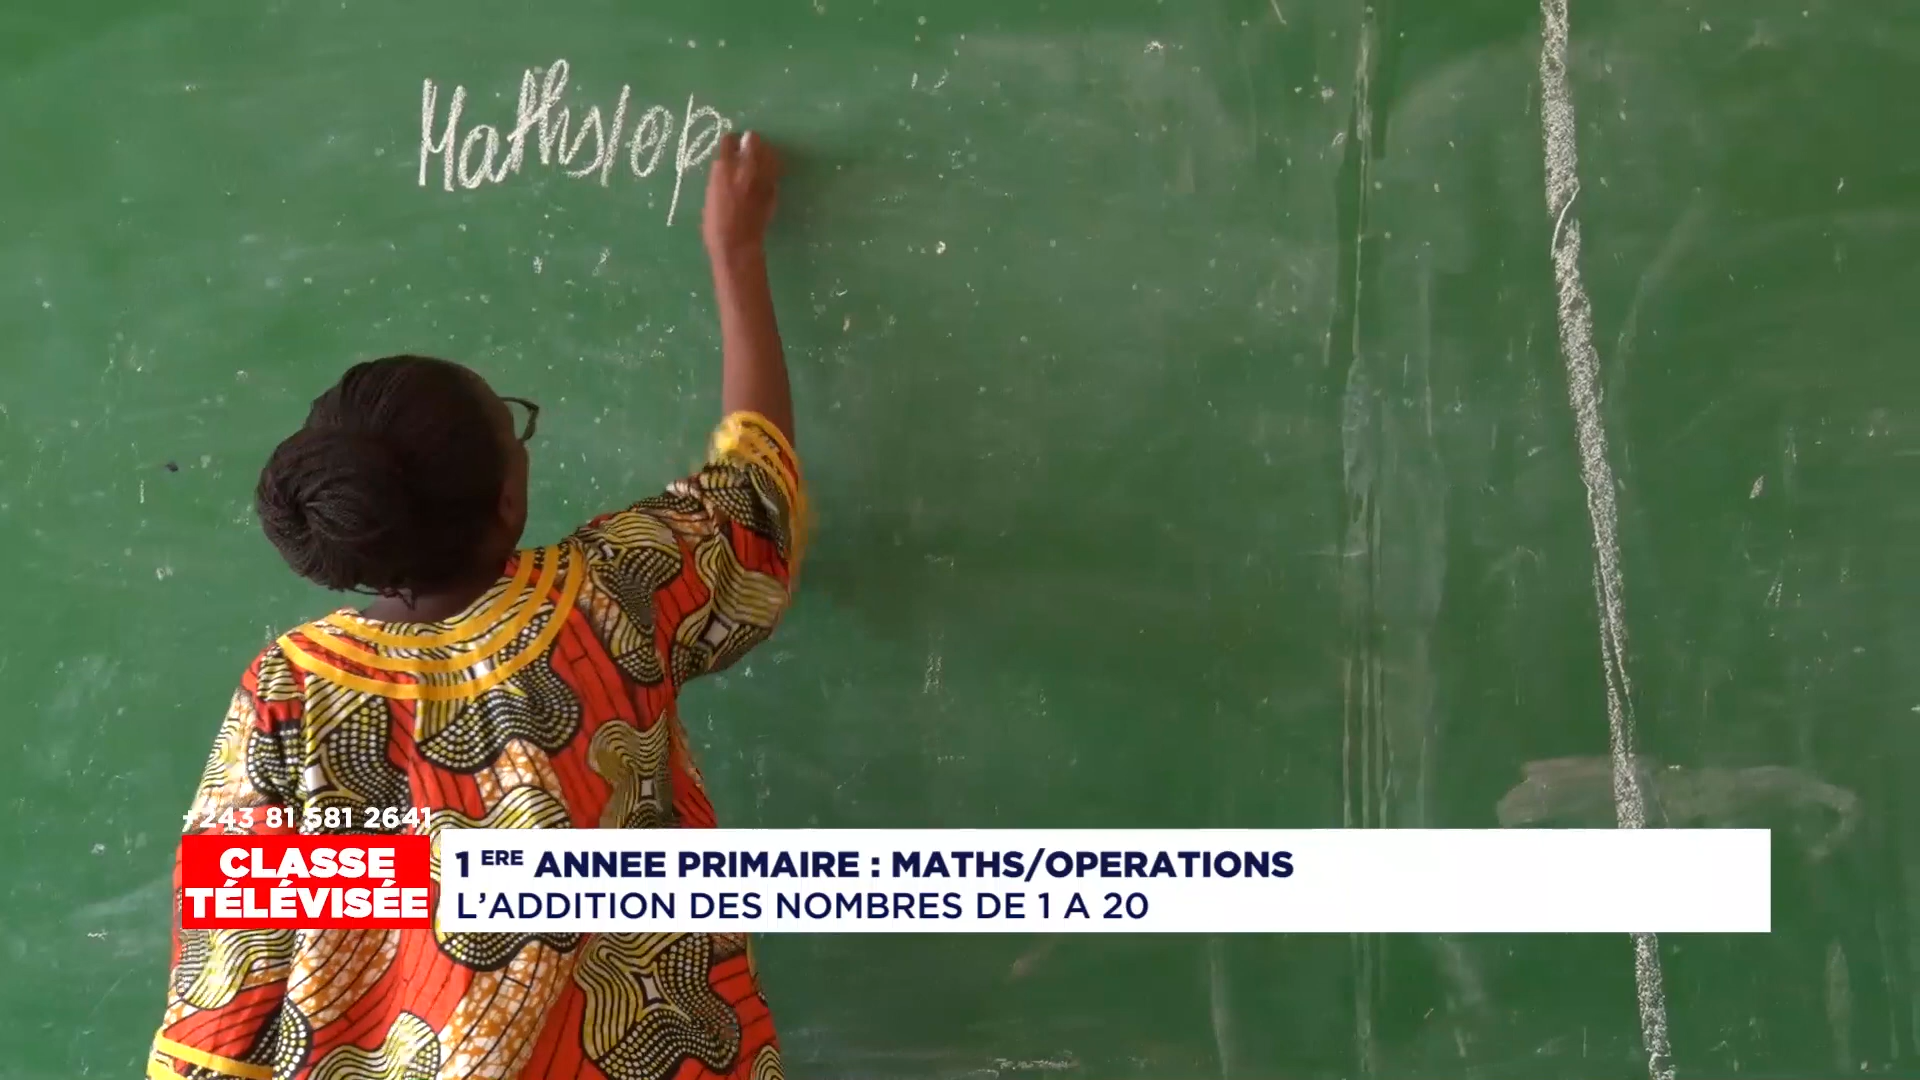 Maths/op
+243 81 581 2641
CLASSE
TÉLÉVISÉE
1 ERE ANNEE PRIMAIRE : MATHS/OPERATIONS
L'ADDITION DES NOMBRES DE 1 A 20